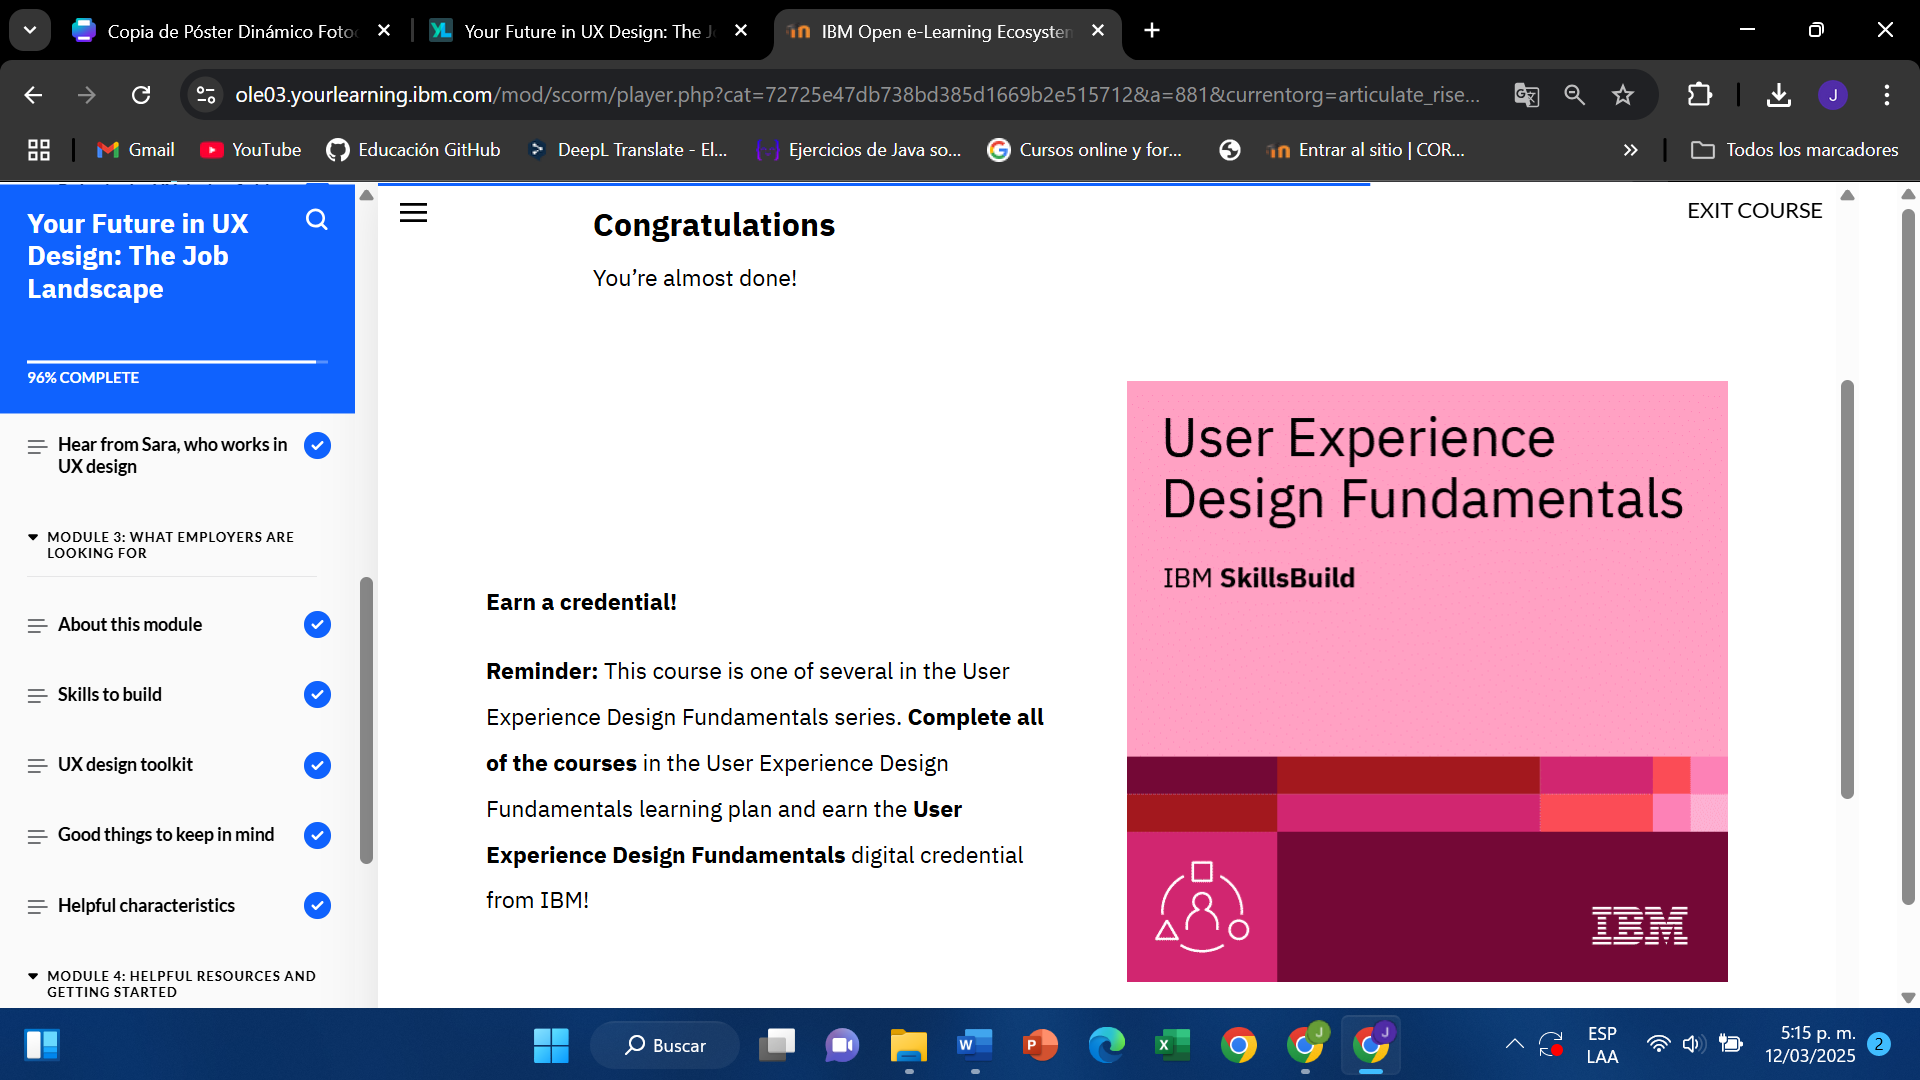 Copia de Póster Dinámico Foto
Your Future in UX Design: The J
IBM Open e-Learning Ecosystem
ole03.yourlearning.ibm.com/mod/scorm/player.php?cat=72725e47db738bd385d1669b2e515712&a=881&currentorg=articulate_rise...
J
Gmail
YouTube
Educación GitHub
DeepL Translate - El...
Ejercicios de Java so...
Cursos online y for...
Entrar al sitio | COR...
Todos los marcadores
Your Future in UX
Design: The Job
Landscape
96% COMPLETE
Hear from Sara, who works in
UX design
MODULE 3: WHAT EMPLOYERS ARE
LOOKING FOR
About this module
Skills to build
UX design toolkit
Good things to keep in mind
Helpful characteristics
MODULE 4: HELPFUL RESOURCES AND
GETTING STARTED
EXIT COURSE
Congratulations
You're almost done!
Earn a credential!
Reminder: This course is one of several in the User
Experience Design Fundamentals series. Complete all
of the courses in the User Experience Design
Fundamentals learning plan and earn the User
Experience Design Fundamentals digital credential
from IBM!
User Experience
Design Fundamentals
IBM SkillsBuild
IBM
Buscar
ESP
LAA
5:15 p. m.
12/03/2025
2